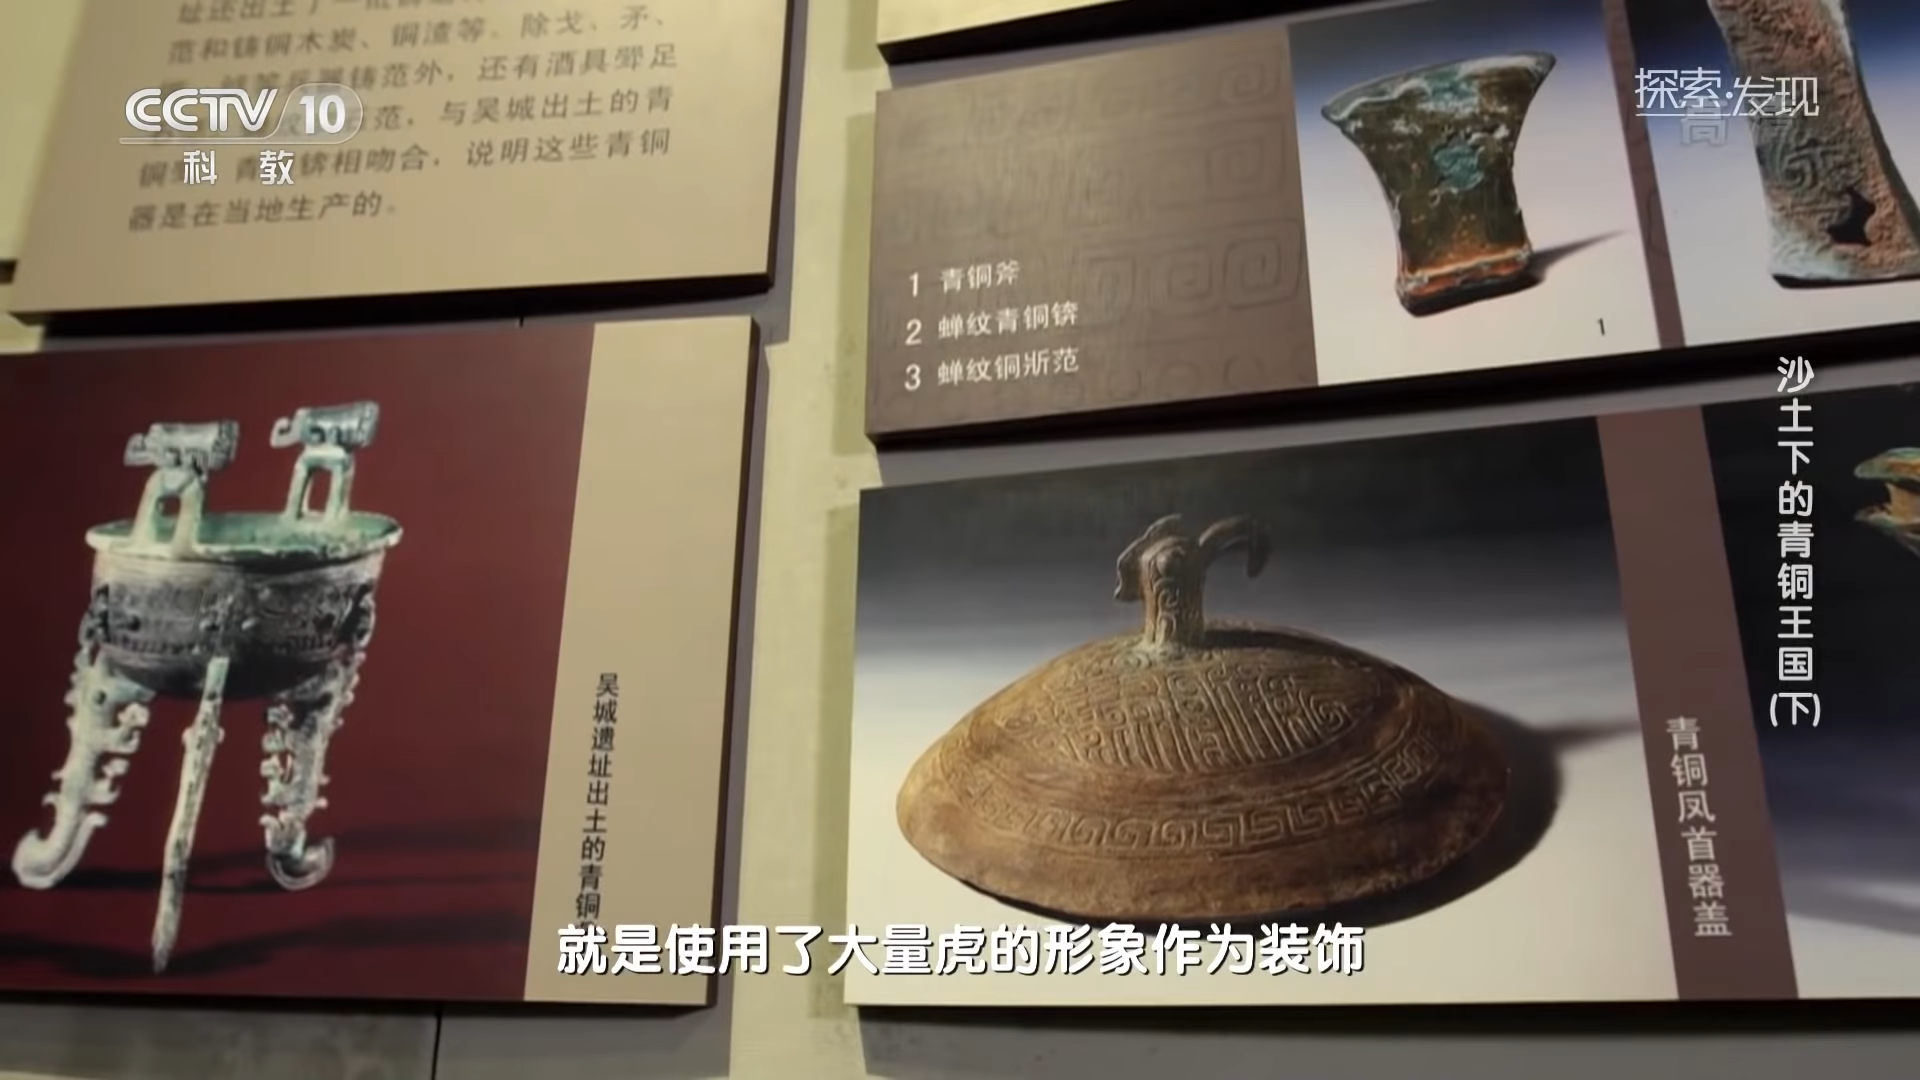 址还出土了一批铸
范和铸铜木炭、铜渣等。除戈、矛、
兵器铸范外，还有酒具斝足
范，与吴城出土的青
铜 青 锛相吻合，说明这些青铜
器是在当地生产的。
CCTV 10
科 教
探索·发现
高
1 青铜斧
2 蝉纹青铜锛
3 蝉纹铜斨范
1
沙土下的青铜王国(下)
吴城遗址出土的青铜
青铜凤首器盖
就是使用了大量虎的形象作为装饰